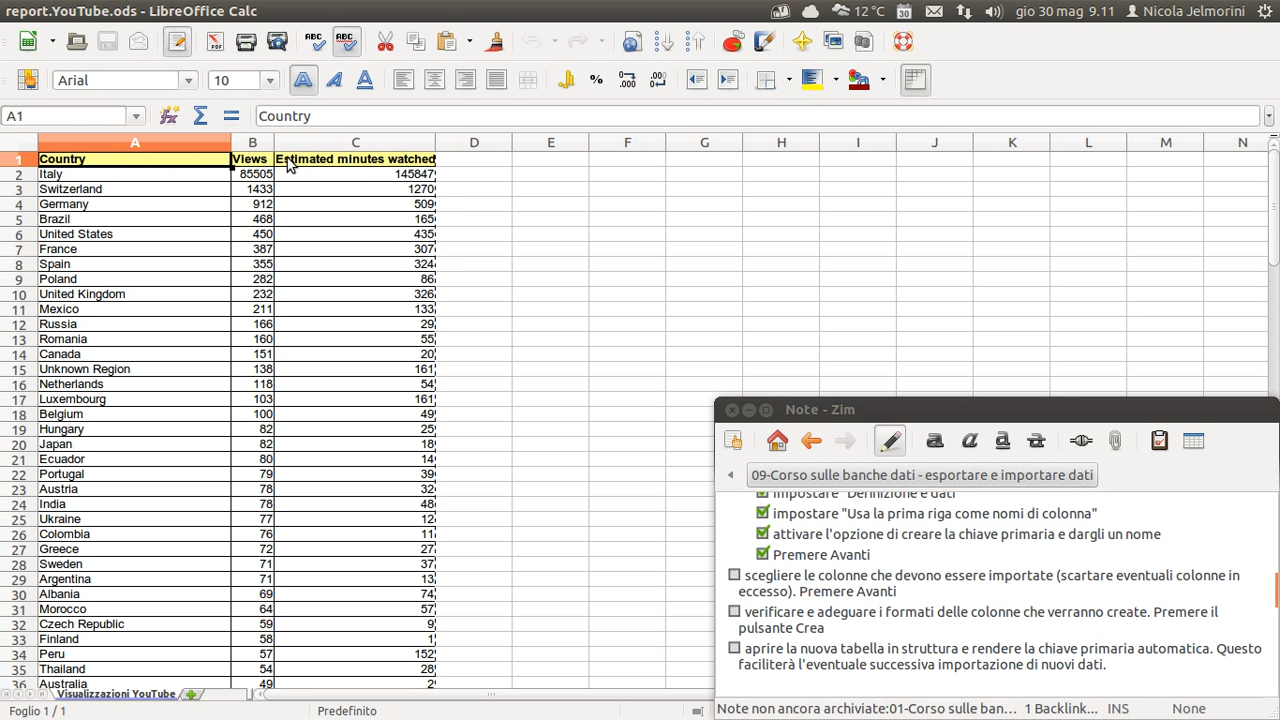 report.YouTube.ods - LibreOffice Calc 12 °C gio 30 mag 9.11 Nicola Jelmorini
Arial 10
A1 Country
A B C D E F G H I J K L M N
1 Country Views Estimated minutes watched
2 Italy 85505 145847
3 Switzerland 1433 1270
4 Germany 912 509
5 Brazil 468 165
6 United States 450 435
7 France 387 307
8 Spain 355 324
9 Poland 282 86
10 United Kingdom 232 326
11 Mexico 211 133
12 Russia 166 29
13 Romania 160 55
14 Canada 151 20
15 Unknown Region 138 161
16 Netherlands 118 54
17 Luxembourg 103 161
18 Belgium 100 49
19 Hungary 82 25
20 Japan 82 18
21 Ecuador 80 14
22 Portugal 79 39
23 Austria 78 32
24 India 78 48
25 Ukraine 77 12
26 Colombia 76 11
27 Greece 72 27
28 Sweden 71 37
29 Argentina 71 13
30 Albania 69 74
31 Morocco 64 57
32 Czech Republic 59 9
33 Finland 58 1
34 Peru 57 152
35 Thailand 54 28
36 Australia 49 2
Visualizzazioni YouTube
Foglio 1 / 1 Predefinito
Note - Zim
09-Corso sulle banche dati - esportare e importare dati
impostare "Definizione e dati"
impostare "Usa la prima riga come nomi di colonna"
attivare l'opzione di creare la chiave primaria e dargli un nome
Premere Avanti
scegliere le colonne che devono essere importate (scartare eventuali colonne in
eccesso). Premere Avanti
verificare e adeguare i formati delle colonne che verranno create. Premere il
pulsante Crea
aprire la nuova tabella in struttura e rendere la chiave primaria automatica. Questo
faciliterà l'eventuale successiva importazione di nuovi dati.
Note non ancora archiviate:01-Corso sulle ban... 1 Backlink... INS None